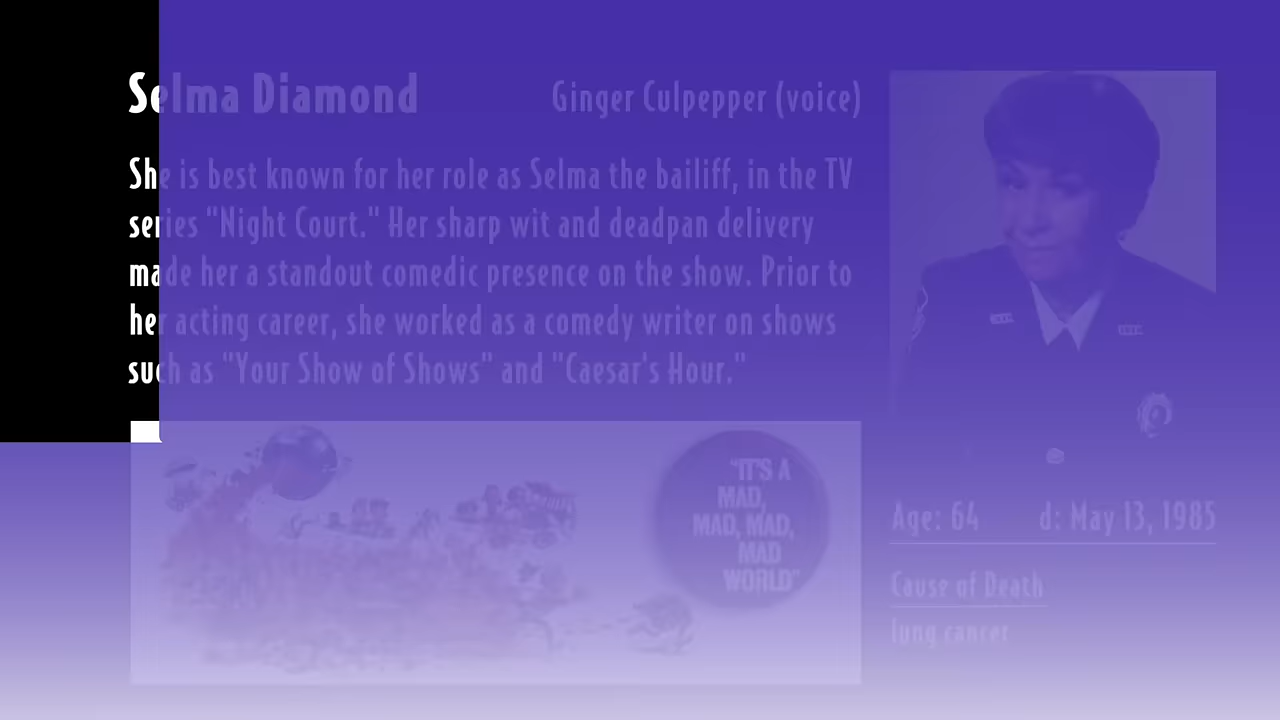 Selma Diamond
Ginger Culpepper (voice)
She is best known for her role as Selma the bailiff, in the TV
series "Night Court." Her sharp wit and deadpan delivery
made her a standout comedic presence on the show. Prior to
her acting career, she worked as a comedy writer on shows
such as "Your Show of Shows" and "Caesar's Hour."
"IT'S A
MAD,
MAD, MAD,
MAD
WORLD"
Age: 64
d: May 13, 1985
Cause of Death
lung cancer